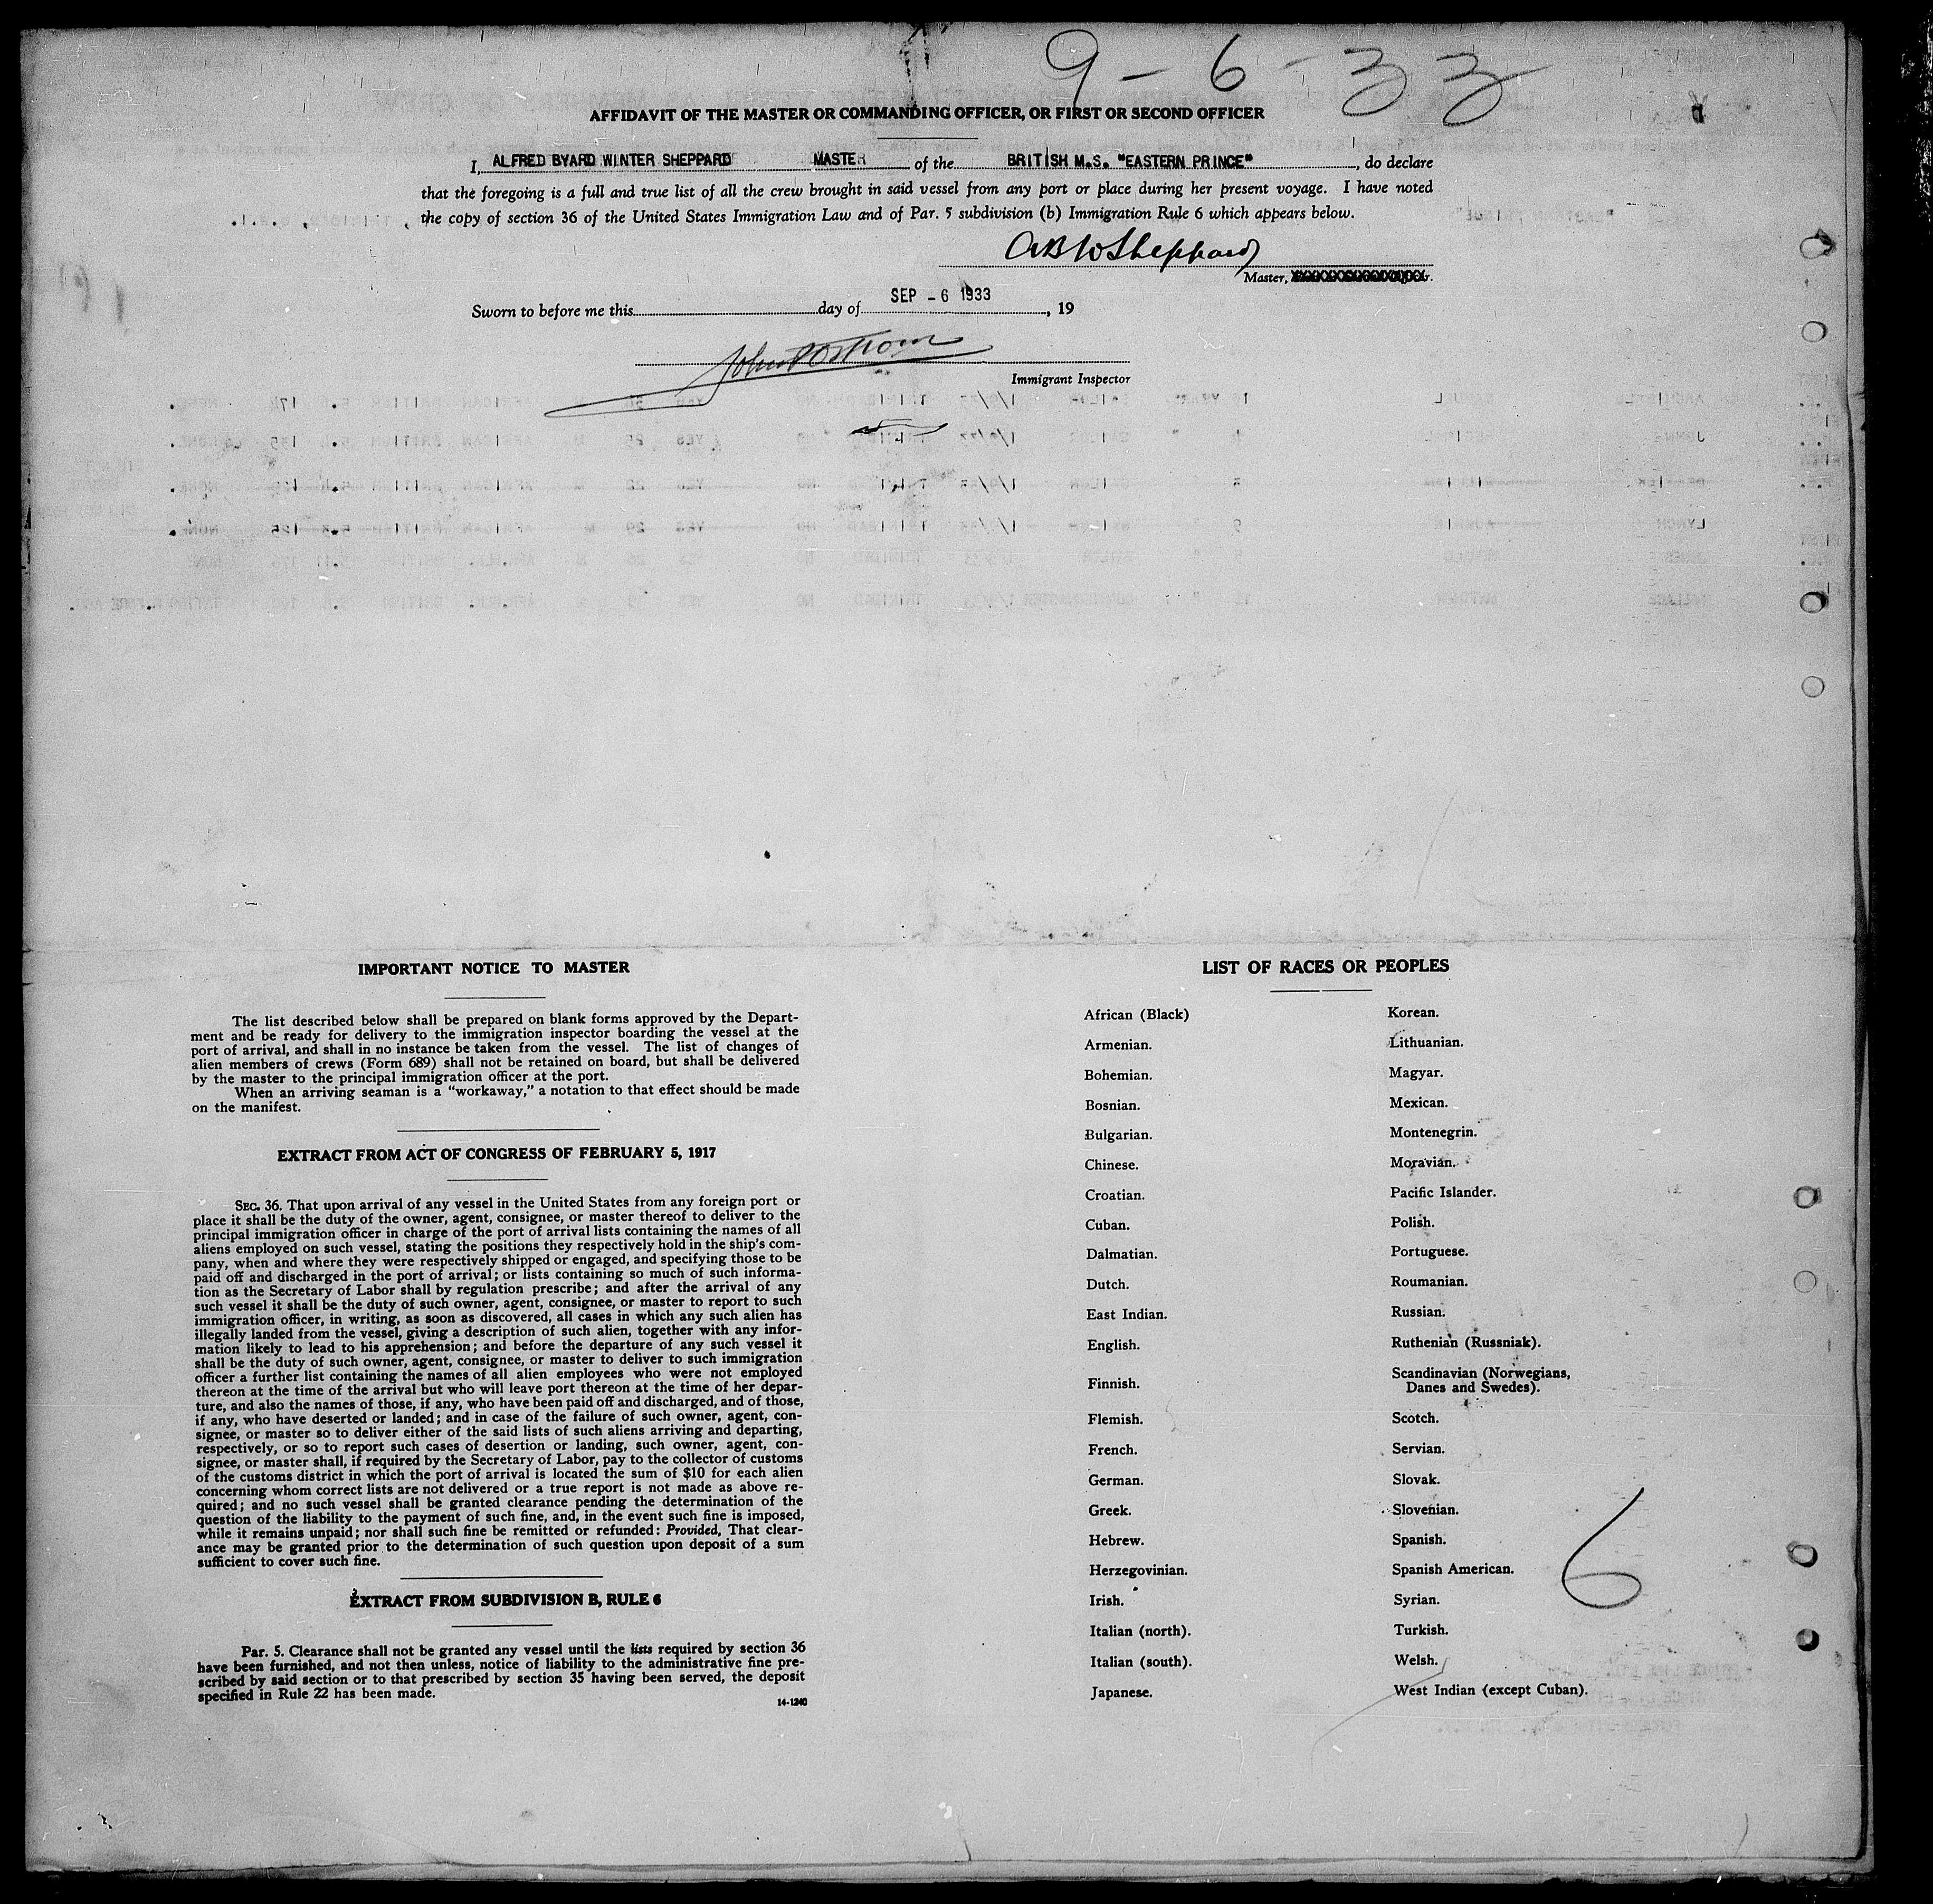 9-6-33
AFFIDAVIT OF THE MASTER OR COMMANDING OFFICER, OR FIRST OR SECOND OFFICER
I, ALFRED BYARD WINTER SHEPPARD MASTER of the BRITISH M.S. "EASTERN PRINCE", do declare
that the foregoing is a full and true list of all the crew brought in said vessel from any port or place during her present voyage. I have noted
the copy of section 36 of the United States Immigration Law and of Par. 5 subdivision (b) Immigration Rule 6 which appears below.
ABW Sheppard
Master,
SEP - 6 1933
Sworn to before me this day of , 19
Immigrant Inspector
IMPORTANT NOTICE TO MASTER
The list described below shall be prepared on blank forms approved by the Depart-
ment and be ready for delivery to the immigration inspector boarding the vessel at the
port of arrival, and shall in no instance be taken from the vessel. The list of changes of
alien members of crews (Form 689) shall not be retained on board, but shall be delivered
by the master to the principal immigration officer at the port.
When an arriving seaman is a "workaway," a notation to that effect should be made
on the manifest.
EXTRACT FROM ACT OF CONGRESS OF FEBRUARY 5, 1917
SEC. 36. That upon arrival of any vessel in the United States from any foreign port or
place it shall be the duty of the owner, agent, consignee, or master thereof to deliver to the
principal immigration officer in charge of the port of arrival lists containing the names of all
aliens employed on such vessel, stating the positions they respectively hold in the ship's com-
pany, when and where they were respectively shipped or engaged, and specifying those to be
paid off and discharged in the port of arrival; or lists containing so much of such informa-
tion as the Secretary of Labor shall by regulation prescribe; and after the arrival of any
such vessel it shall be the duty of such owner, agent, consignee, or master to report to such
immigration officer, in writing, as soon as discovered, all cases in which any such alien has
illegally landed from the vessel, giving a description of such alien, together with any infor-
mation likely to lead to his apprehension; and before the departure of any such vessel it
shall be the duty of such owner, agent, consignee, or master to deliver to such immigration
officer a further list containing the names of all alien employees who were not employed
thereon at the time of the arrival but who will leave port thereon at the time of her depar-
ture, and also the names of those, if any, who have been paid off and discharged, and of those,
if any, who have deserted or landed; and in case of the failure of such owner, agent, con-
signee, or master so to deliver either of the said lists of such aliens arriving and departing,
respectively, or so to report such cases of desertion or landing, such owner, agent, con-
signee, or master shall, if required by the Secretary of Labor, pay to the collector of customs
of the customs district in which the port of arrival is located the sum of $10 for each alien
concerning whom correct lists are not delivered or a true report is not made as above re-
quired; and no such vessel shall be granted clearance pending the determination of the
question of the liability to the payment of such fine, and, in the event such fine is imposed,
while it remains unpaid; nor shall such fine be remitted or refunded: Provided, That clear-
ance may be granted prior to the determination of such question upon deposit of a sum
sufficient to cover such fine.
EXTRACT FROM SUBDIVISION B, RULE 6
Par. 5. Clearance shall not be granted any vessel until the lists required by section 36
have been furnished, and not then unless, notice of liability to the administrative fine pre-
scribed by said section or to that prescribed by section 35 having been served, the deposit
specified in Rule 22 has been made.
14-1240
LIST OF RACES OR PEOPLES
African (Black)
Armenian.
Bohemian.
Bosnian.
Bulgarian.
Chinese.
Croatian.
Cuban.
Dalmatian.
Dutch.
East Indian.
English.
Finnish.
Flemish.
French.
German.
Greek.
Hebrew.
Herzegovinian.
Irish.
Italian (north).
Italian (south).
Japanese.
Korean.
Lithuanian.
Magyar.
Mexican.
Montenegrin.
Moravian.
Pacific Islander.
Polish.
Portuguese.
Roumanian.
Russian.
Ruthenian (Russniak).
Scandinavian (Norwegians,
Danes and Swedes).
Scotch.
Servian.
Slovak.
Slovenian.
Spanish.
Spanish American.
Syrian.
Turkish.
Welsh.
West Indian (except Cuban).
6